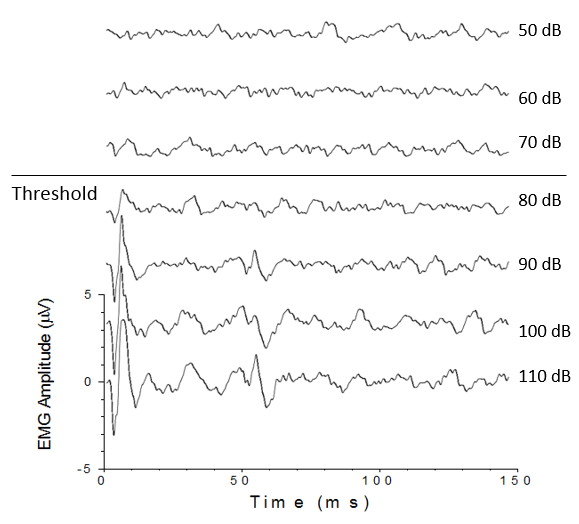 50 dB
60 dB
70 dB
Threshold
80 dB
90 dB
100 dB
110 dB
EMG Amplitude (µV)
5
0
-5
0 50 100 150
Time (ms)